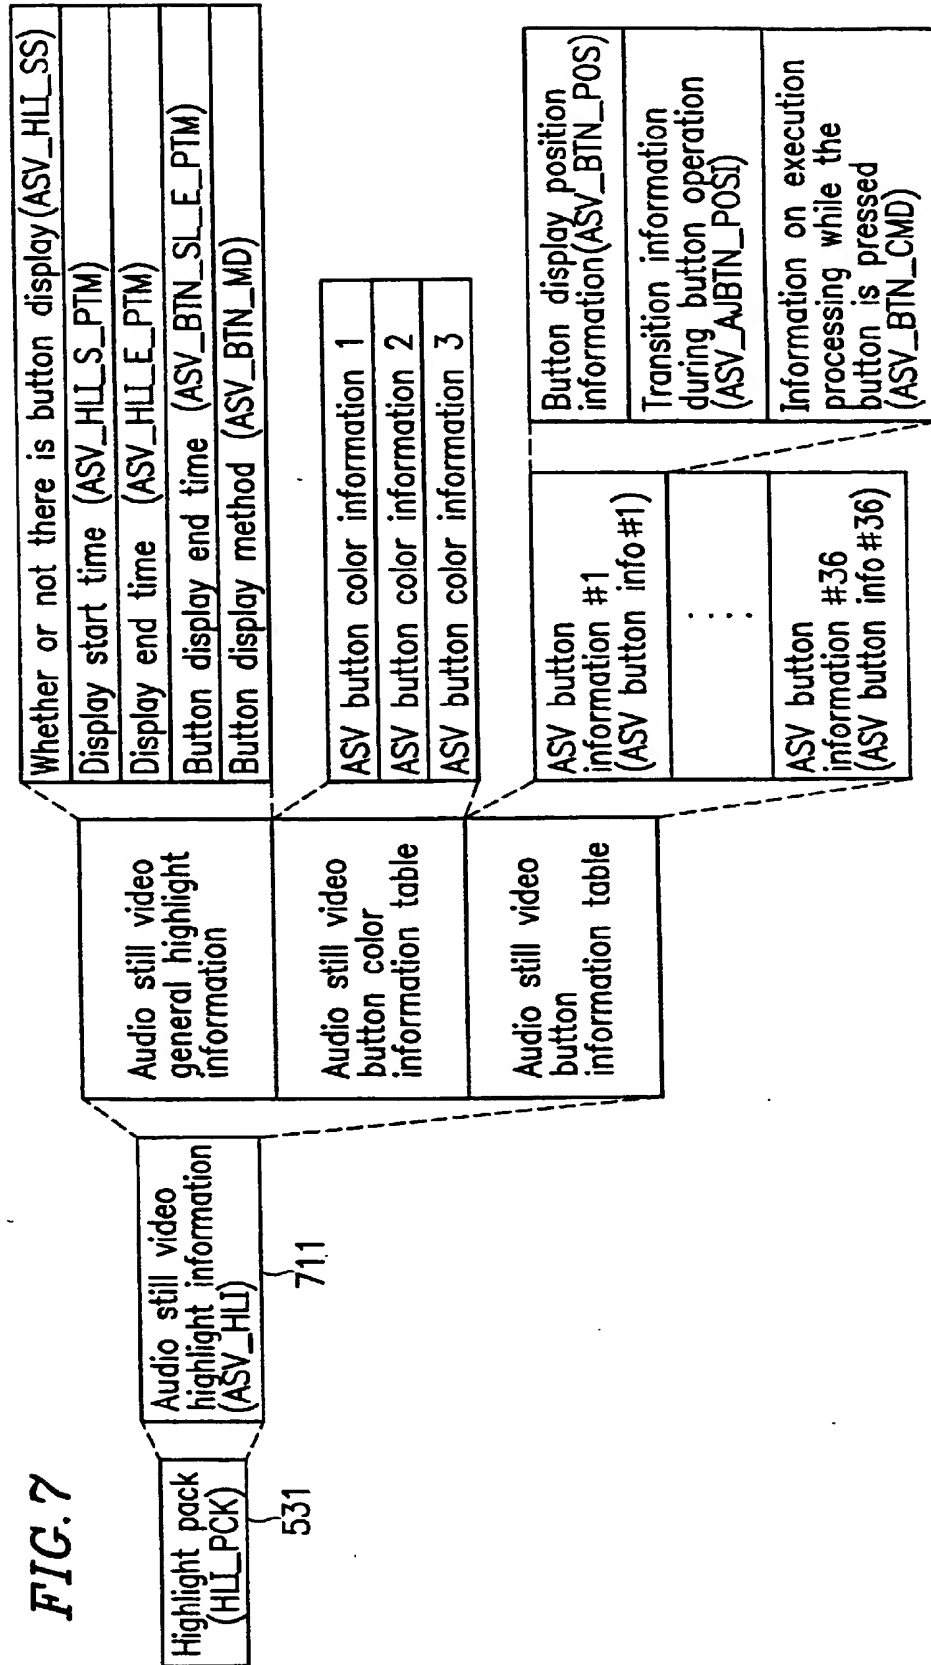 FIG. 7
Highlight pack
(HLI_PCK)
531
Audio still video
highlight information
(ASV_HLI)
711
Audio still video
general highlight
information
Audio still video
button color
information table
Audio still video
button
information table
Whether or not there is button display(ASV_HLI_SS)
Display start time (ASV_HLI_S_PTM)
Display end time (ASV_HLI_E_PTM)
Button display end time (ASV_BTN_SL_E_PTM)
Button display method (ASV_BTN_MD)
ASV button color information 1
ASV button color information 2
ASV button color information 3
ASV button
information #1
(ASV button info#1)
....
ASV button
information #36
(ASV button info#36)
Button display position
information(ASV_BTN_POS)
Transition information
during button operation
(ASV_AJBTN_POSI)
Information on execution
processing while the
button is pressed
(ASV_BTN_CMD)